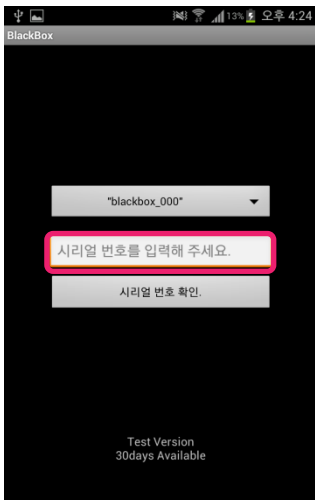 13% 오후 4:24
BlackBox
"blackbox_000"
시리얼 번호를 입력해 주세요.
시리얼 번호 확인.
Test Version
30days Available